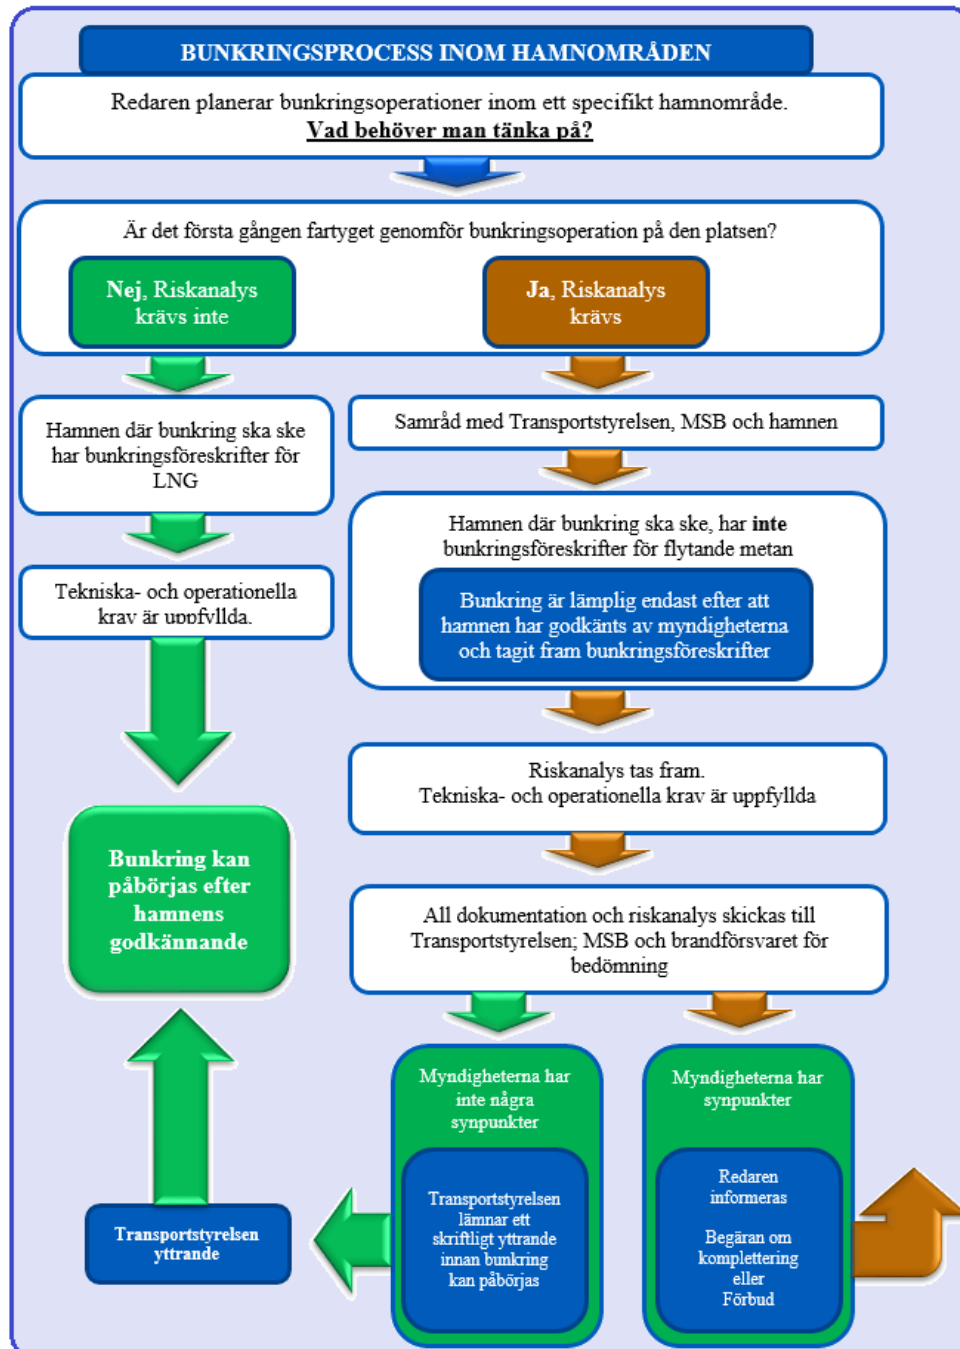 BUNKRINGSPROCESS INOM HAMNOMRÅDEN
Redaren planerar bunkringsoperationer inom ett specifikt hamnområde.
Vad behöver man tänka på?
Är det första gången fartyget genomför bunkringsoperation på den platsen?
Nej, Riskanalys
krävs inte
Ja, Riskanalys
krävs
Hamnen där bunkring ska ske
har bunkringsföreskrifter för
LNG
Tekniska- och operationella
krav är uppfyllda.
Bunkring kan
påbörjas efter
hamnens
godkännande
Samråd med Transportstyrelsen, MSB och hamnen
Hamnen där bunkring ska ske, har inte
bunkringsföreskrifter för flytande metan
Bunkring är lämplig endast efter att
hamnen har godkänts av myndigheterna
och tagit fram bunkringsföreskrifter
Riskanalys tas fram.
Tekniska- och operationella krav är uppfyllda
All dokumentation och riskanalys skickas till
Transportstyrelsen; MSB och brandförsvaret för
bedömning
Myndigheterna har
inte några
synpunkter
Transportstyrelsen
lämnar ett
skriftligt yttrande
innan bunkring
kan påbörjas
Myndigheterna har
synpunkter
Redaren
informeras
Begäran om
komplettering
eller
Förbud
Transportstyrelsen
yttrande